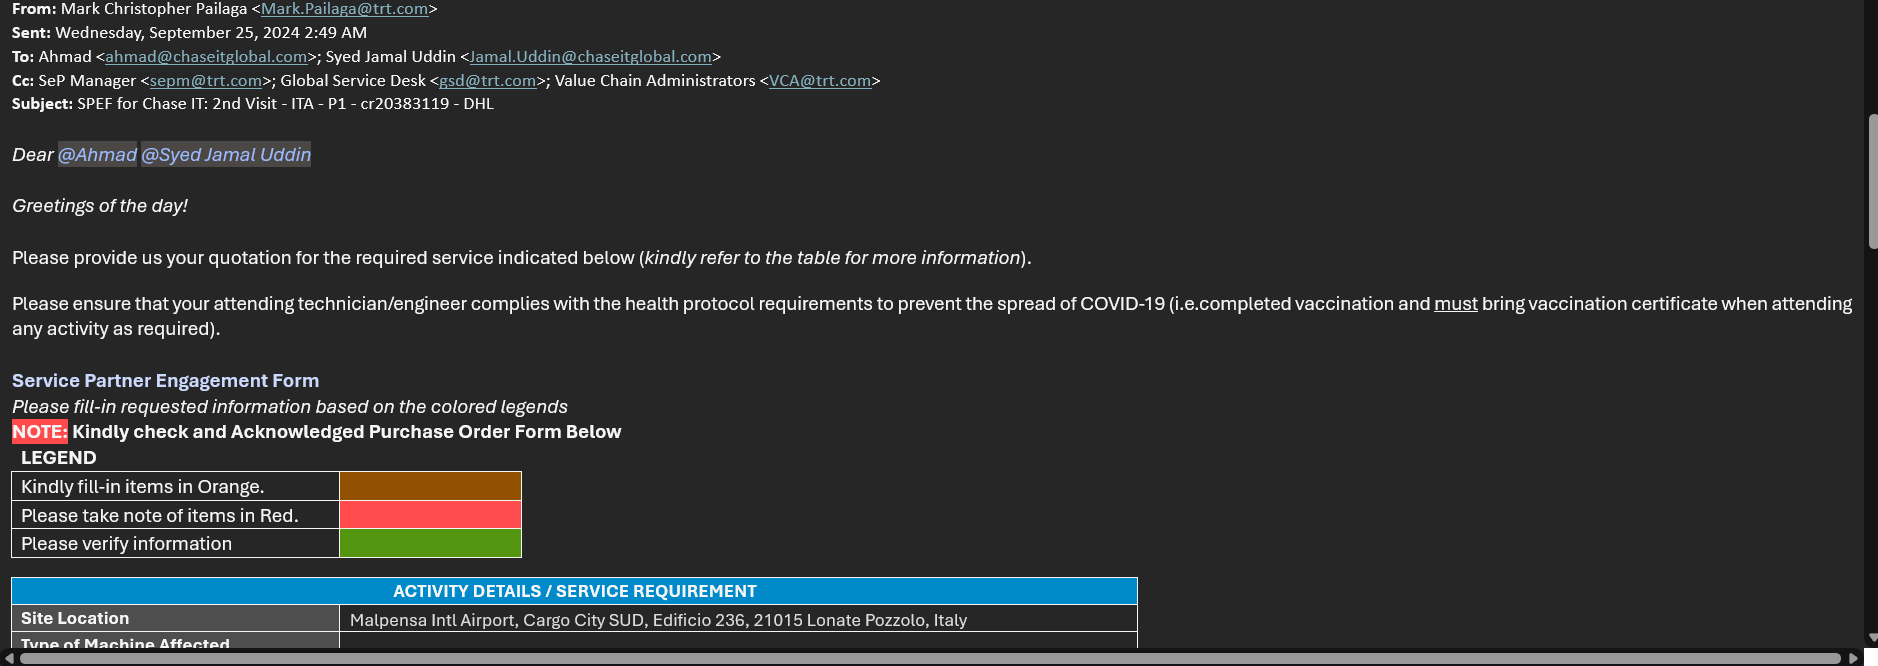 From: Mark Christopher Pailaga <Mark.Pailaga@trt.com>
Sent: Wednesday, September 25, 2024 2:49 AM
To: Ahmad <ahmad@chaseitglobal.com>; Syed Jamal Uddin <Jamal.Uddin@chaseitglobal.com>
Cc: SeP Manager <sepm@trt.com>; Global Service Desk <gsd@trt.com>; Value Chain Administrators <VCA@trt.com>
Subject: SPEF for Chase IT: 2nd Visit - ITA - P1 - cr20383119 - DHL
Dear @Ahmad @Syed Jamal Uddin
Greetings of the day!
Please provide us your quotation for the required service indicated below (kindly refer to the table for more information).
Please ensure that your attending technician/engineer complies with the health protocol requirements to prevent the spread of COVID-19 (i.e.completed vaccination and must bring vaccination certificate when attending
any activity as required).
Service Partner Engagement Form
Please fill-in requested information based on the colored legends
NOTE: Kindly check and Acknowledged Purchase Order Form Below
LEGEND
Kindly fill-in items in Orange.
Please take note of items in Red.
Please verify information
ACTIVITY DETAILS / SERVICE REQUIREMENT
Site Location Malpensa Intl Airport, Cargo City SUD, Edificio 236, 21015 Lonate Pozzolo, Italy
Type of Machine Affected